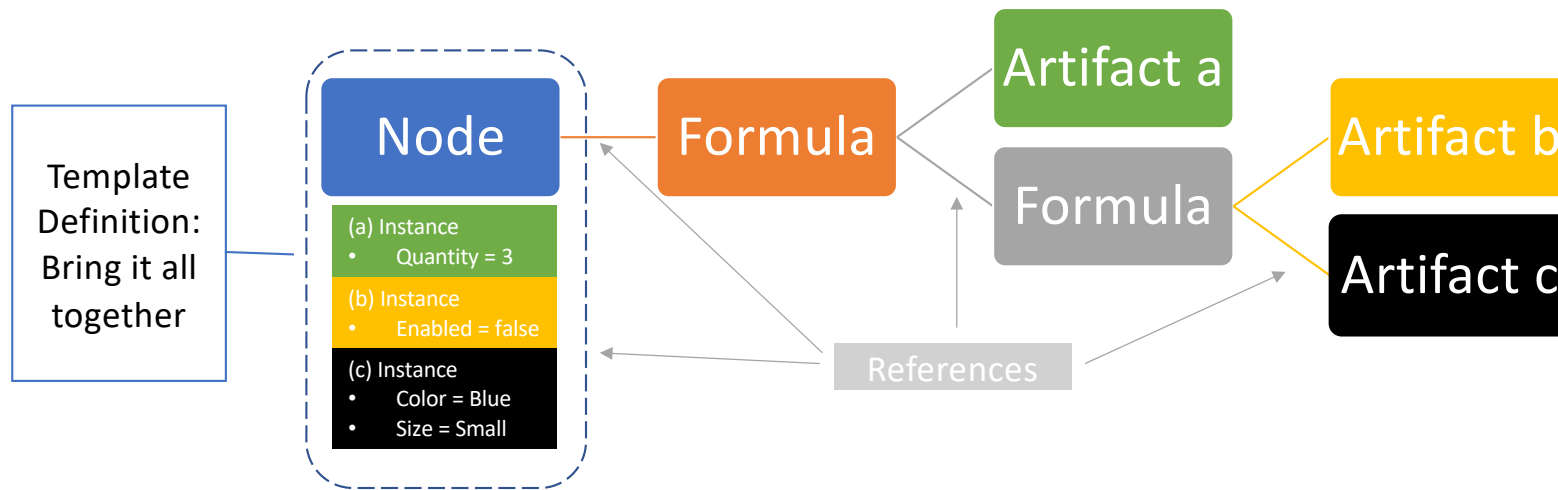 Template
Definition:
Bring it all
together
Node
(a) Instance
• Quantity = 3
(b) Instance
• Enabled = false
(c) Instance
• Color = Blue
• Size = Small
Formula
Artifact a
Formula
Artifact b
Artifact c
References